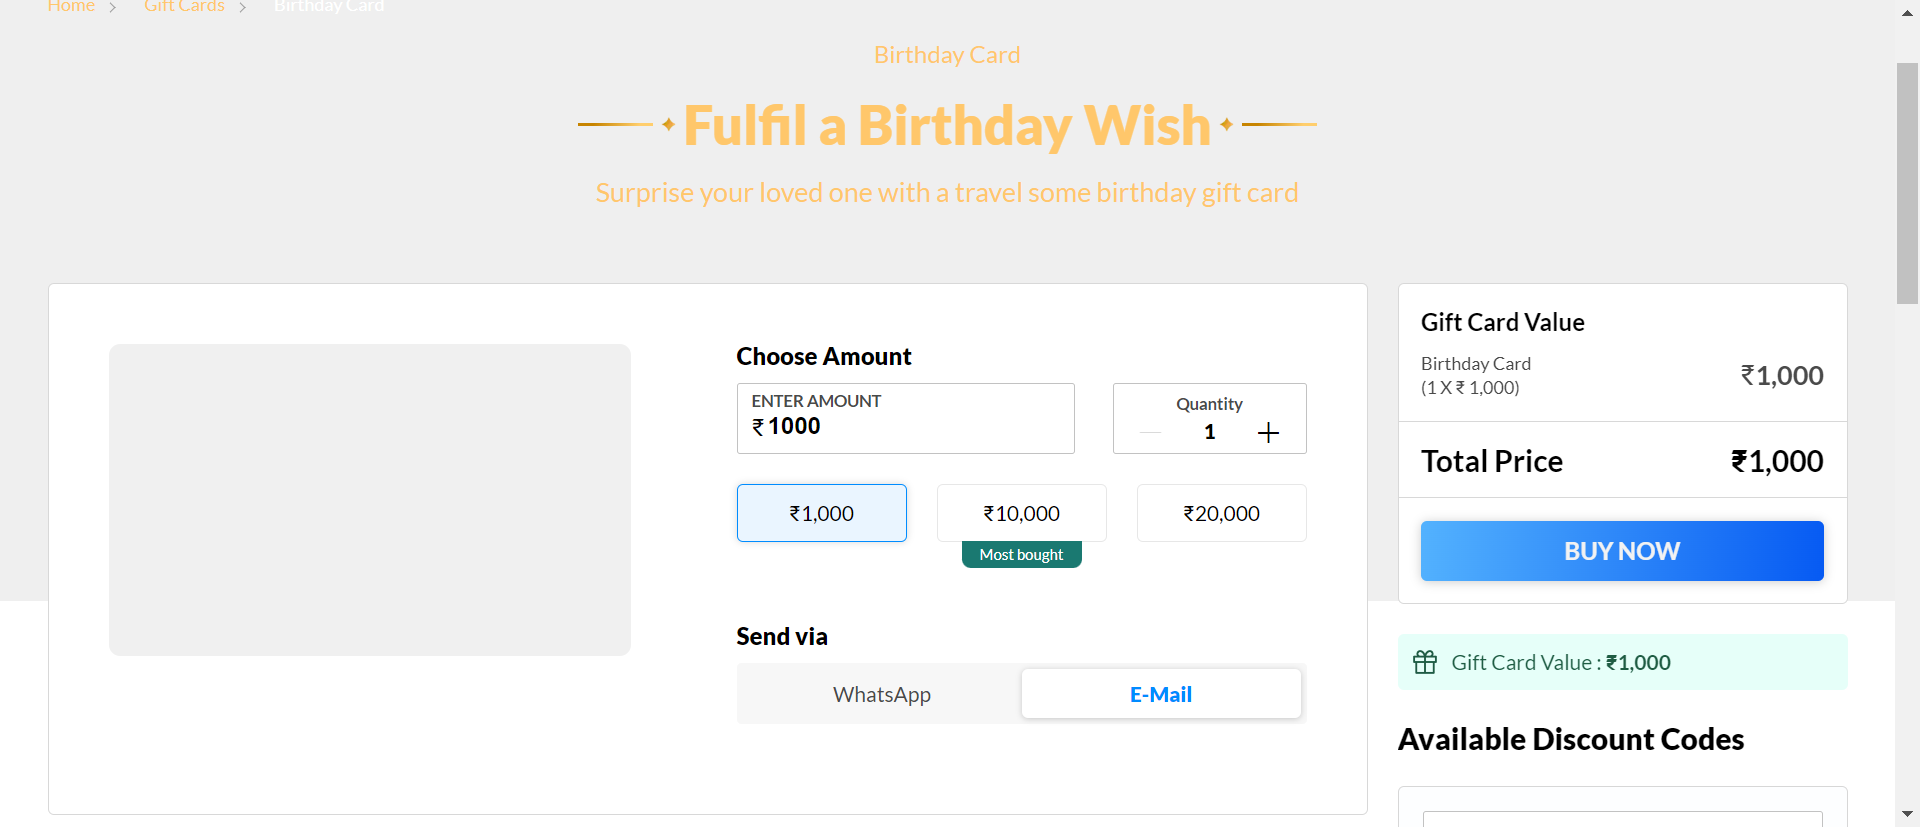 Home
Gift Cards
Birthday Card
Birthday Card
Fulfil a Birthday Wish
Surprise your loved one with a travel some birthday gift card
Choose Amount
ENTER AMOUNT
₹ 1000
Quantity
1
₹1,000
₹10,000
₹20,000
Most bought
Send via
WhatsApp
E-Mail
Gift Card Value
Birthday Card
(1 X ₹ 1,000)
₹1,000
Total Price
₹1,000
BUY NOW
Gift Card Value : ₹1,000
Available Discount Codes